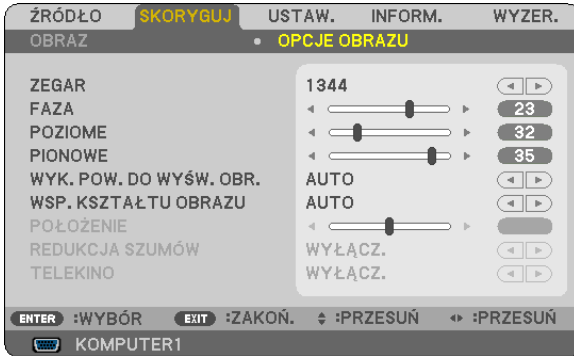 ŹRÓDŁO SKORYGUJ USTAW. INFORM. WYZER.
OBRAZ • OPCJE OBRAZU
ZEGAR 1344
FAZA 23
POZIOME 32
PIONOWE 35
WYK. POW. DO WYŚW. OBR. AUTO
WSP. KSZTAŁTU OBRAZU AUTO
POŁOŻENIE
REDUKCJA SZUMÓW WYŁĄCZ.
TELEKINO WYŁĄCZ.
ENTER :WYBÓR EXIT :ZAKOŃ. :PRZESUŃ :PRZESUŃ
KOMPUTER1